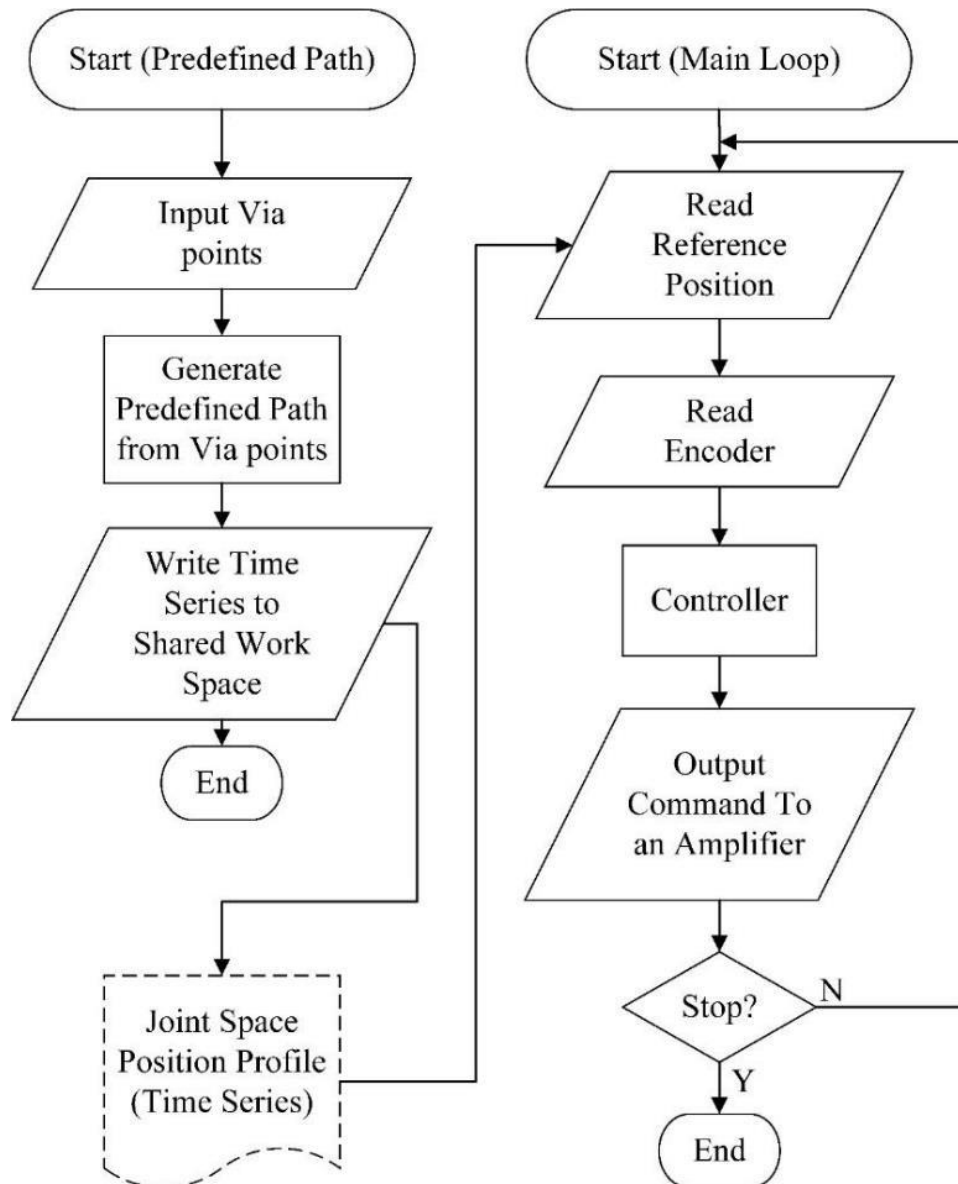 Start (Predefined Path)
Input Via
points
Generate
Predefined Path
from Via points
Write Time
Series to
Shared Work
Space
End
Joint Space
Position Profile
(Time Series)
Start (Main Loop)
Read
Reference
Position
Read
Encoder
Controller
Output
Command To
an Amplifier
Stop?
N
Y
End